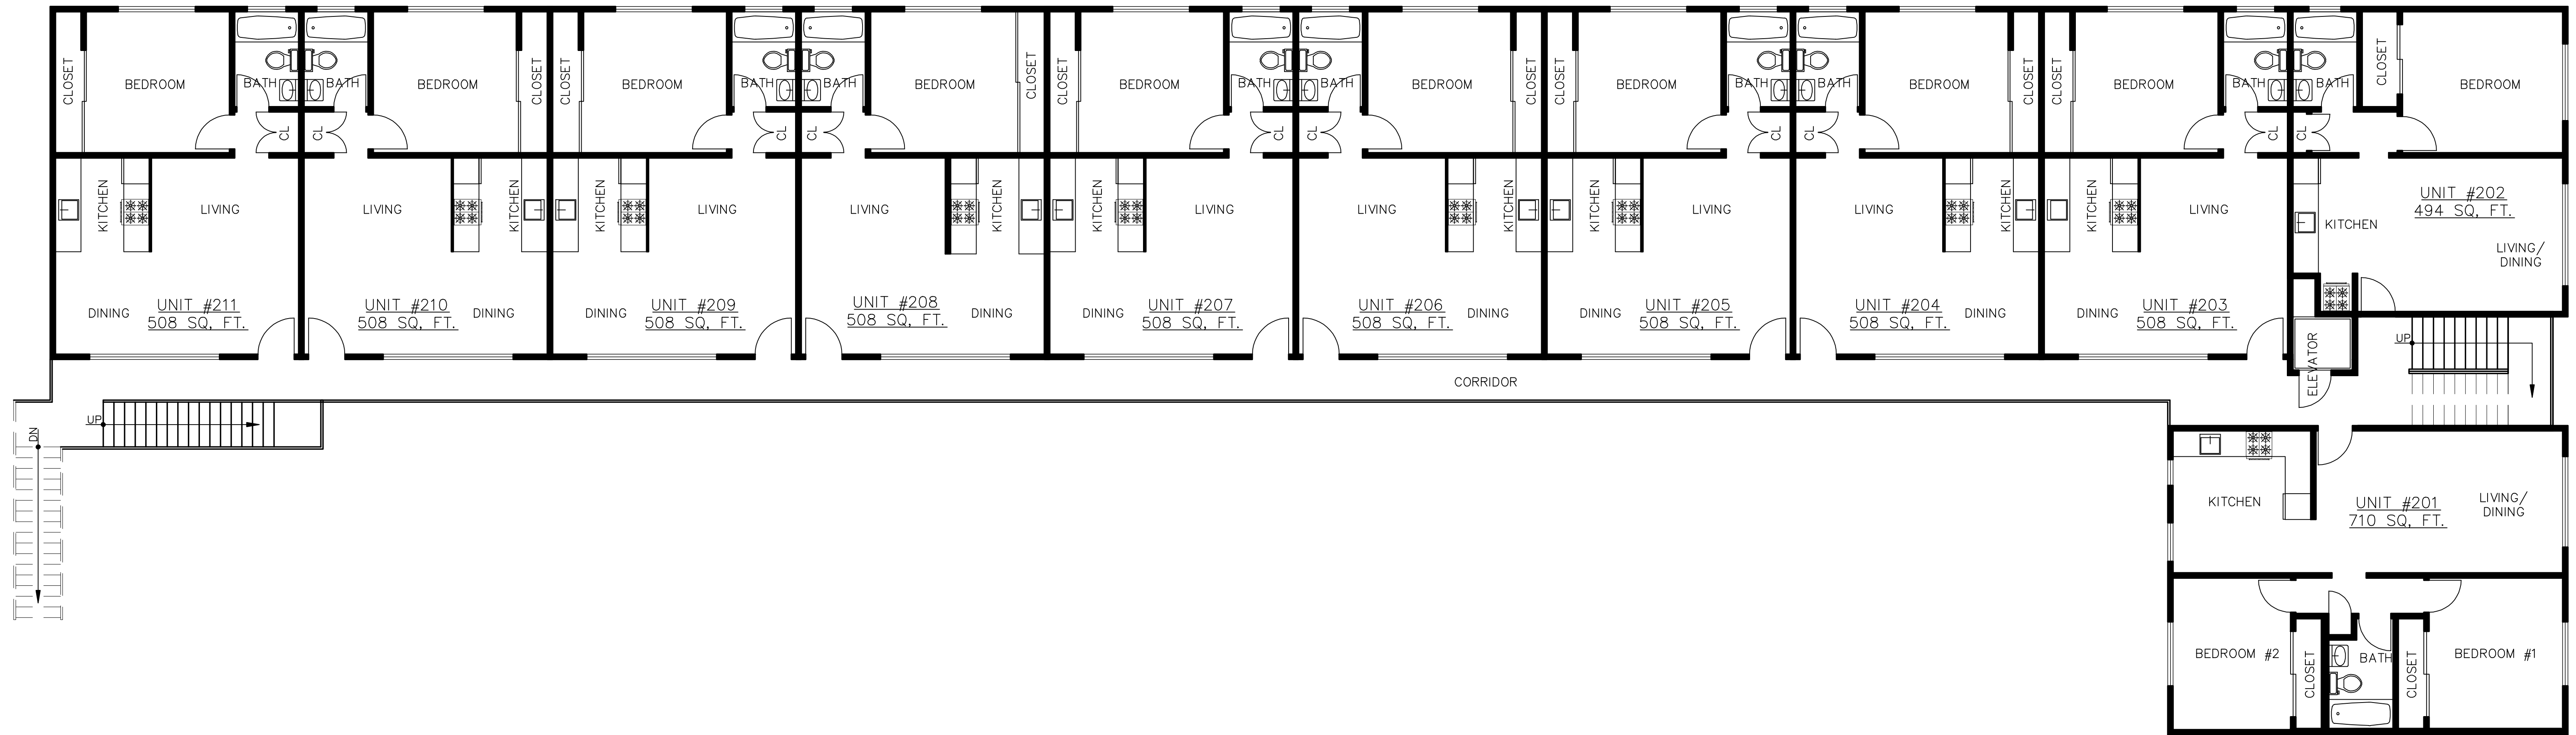 CLOSET
BEDROOM
BATH
BATH
BEDROOM
CLOSET
CLOSET
BEDROOM
BATH
BATH
BEDROOM
CLOSET
CLOSET
BEDROOM
BATH
BATH
BEDROOM
CLOSET
CLOSET
BEDROOM
BATH
BATH
BEDROOM
CLOSET
CLOSET
BEDROOM
BATH
BATH
CLOSET
BEDROOM
CL
CL
CL
CL
CL
CL
CL
CL
CL
CL
KITCHEN
LIVING
LIVING
KITCHEN
KITCHEN
LIVING
LIVING
KITCHEN
KITCHEN
LIVING
LIVING
KITCHEN
KITCHEN
LIVING
LIVING
KITCHEN
KITCHEN
LIVING
KITCHEN
UNIT #202
494 SQ, FT.
LIVING/
DINING
DINING
UNIT #211
508 SQ, FT.
UNIT #210
508 SQ, FT.
DINING
DINING
UNIT #209
508 SQ, FT.
UNIT #208
508 SQ, FT.
DINING
DINING
UNIT #207
508 SQ, FT.
UNIT #206
508 SQ, FT.
DINING
DINING
UNIT #205
508 SQ, FT.
UNIT #204
508 SQ, FT.
DINING
DINING
UNIT #203
508 SQ, FT.
ELEVATOR
UP
CORRIDOR
UP
DN
KITCHEN
UNIT #201
710 SQ, FT.
LIVING/
DINING
BEDROOM #2
CLOSET
BATH
CLOSET
BEDROOM #1